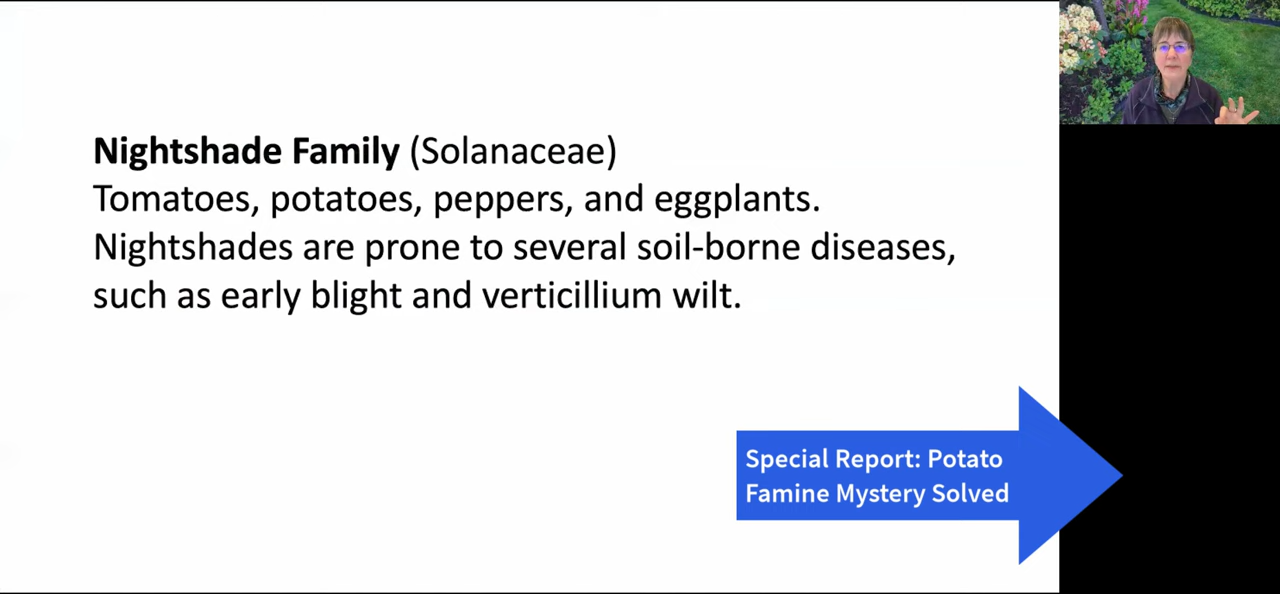 Nightshade Family (Solanaceae)
Tomatoes, potatoes, peppers, and eggplants.
Nightshades are prone to several soil-borne diseases,
such as early blight and verticillium wilt.
Special Report: Potato
Famine Mystery Solved